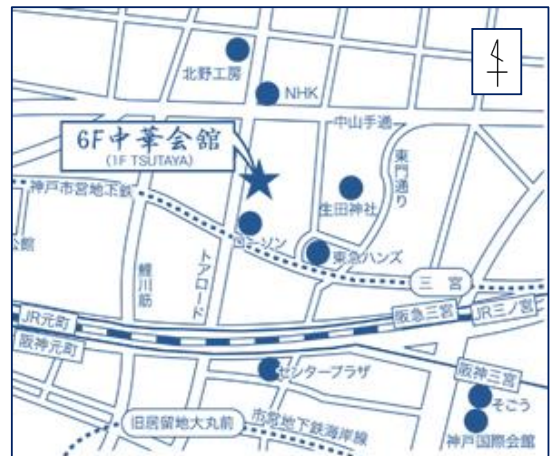 北野工房
NHK
中山手通
6F中華会館
(1F TSUTAYA)
東門通り
神戸市営地下鉄
生田神社
ローソン
東急ハンズ
公館
トアロード
鯉川筋
三宮
JR元町
阪急三宮
JR三ノ宮
阪神元町
阪神三宮
センタープラザ
そごう
旧居留地大丸前
市営地下鉄海岸線
神戸国際会館